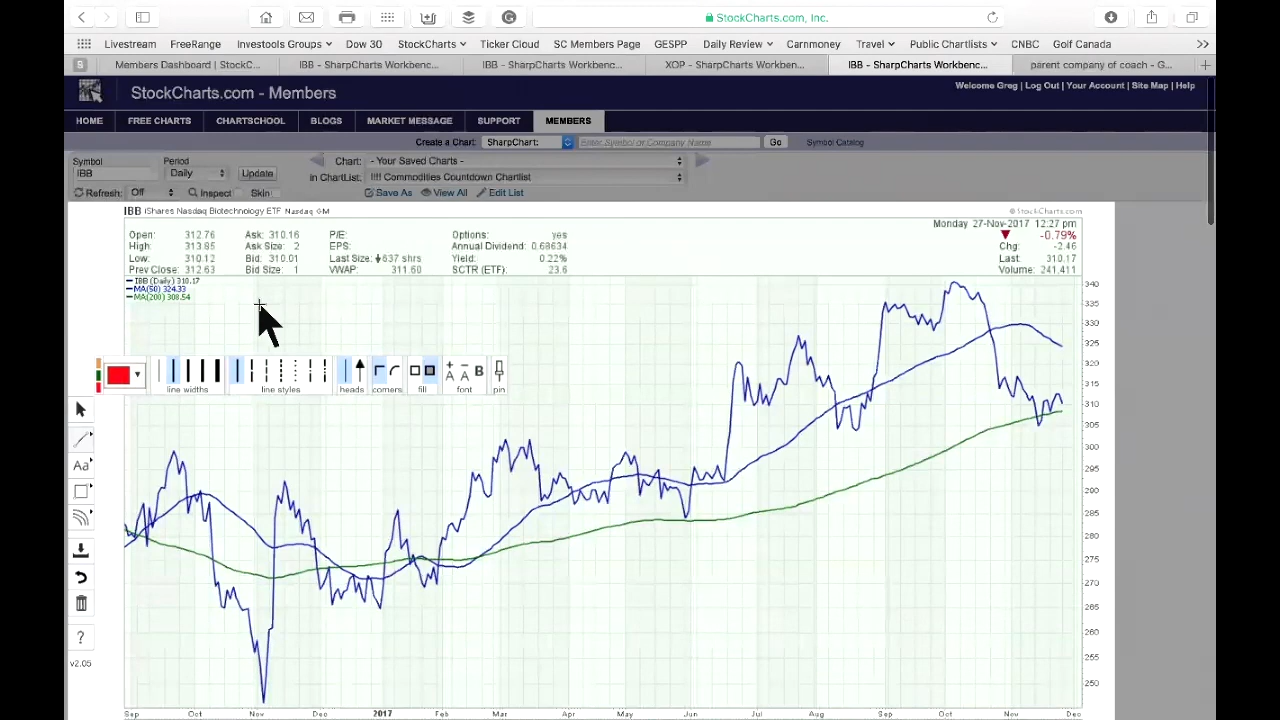 StockCharts.com, Inc.
Livestream FreeRange Investools Groups Dow 30 StockCharts Ticker Cloud SC Members Page GESPP Daily Review Carnmoney Travel Public Chartlists CNBC Golf Canada
S Members Dashboard | StockC... IBB - SharpCharts Workbenc... IBB - SharpCharts Workbenc... XOP - SharpCharts Workben... IBB - SharpCharts Workbenc... parent company of coach - G...
StockCharts.com - Members
Welcome Greg | Log Out | Your Account | Site Map | Help
HOME FREE CHARTS CHARTSCHOOL BLOGS MARKET MESSAGE SUPPORT MEMBERS
Create a Chart: SharpChart: Enter Symbol or Company Name Go Symbol Catalog
Symbol Period Chart: - Your Saved Charts -
IBB Daily Update in ChartList: !!!! Commodities Countdown Chartlist
Refresh: Off Inspect Skin Save As View All Edit List
IBB iShares Nasdaq Biotechnology ETF Nasdaq GM © StockCharts.com
Monday 27-Nov-2017 12:27 pm
Open: 312.76 Ask: 310.16 P/E: Options: yes -0.79%
High: 313.85 Ask Size: 2 EPS: Annual Dividend: 0.68634 Chg: -2.46
Low: 310.12 Bid: 310.01 Last Size: 637 shrs Yield: 0.22% Last: 310.17
Prev Close: 312.63 Bid Size: 1 VWAP: 311.60 SCTR (ETF): 23.6 Volume: 241,411
IBB (Daily) 310.17
MA(50) 324.33
MA(200) 308.54
340
335
330
325
320
315
310
305
300
295
290
285
280
275
270
265
260
255
250
A A B
line widths line styles heads corners fill font pin
Aa
?
v2.05
Sep Oct Nov Dec 2017 Feb Mar Apr May Jun Jul Aug Sep Oct Nov Dec